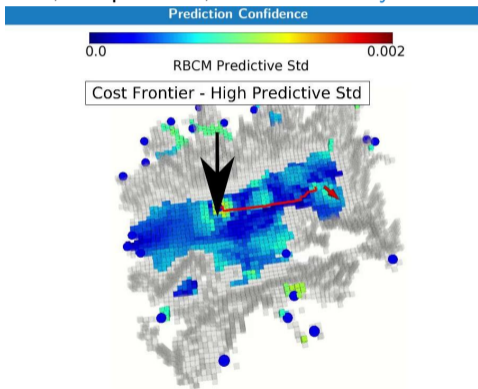 Prediction Confidence
0.0
0.002
RBCM Predictive Std
Cost Frontier - High Predictive Std